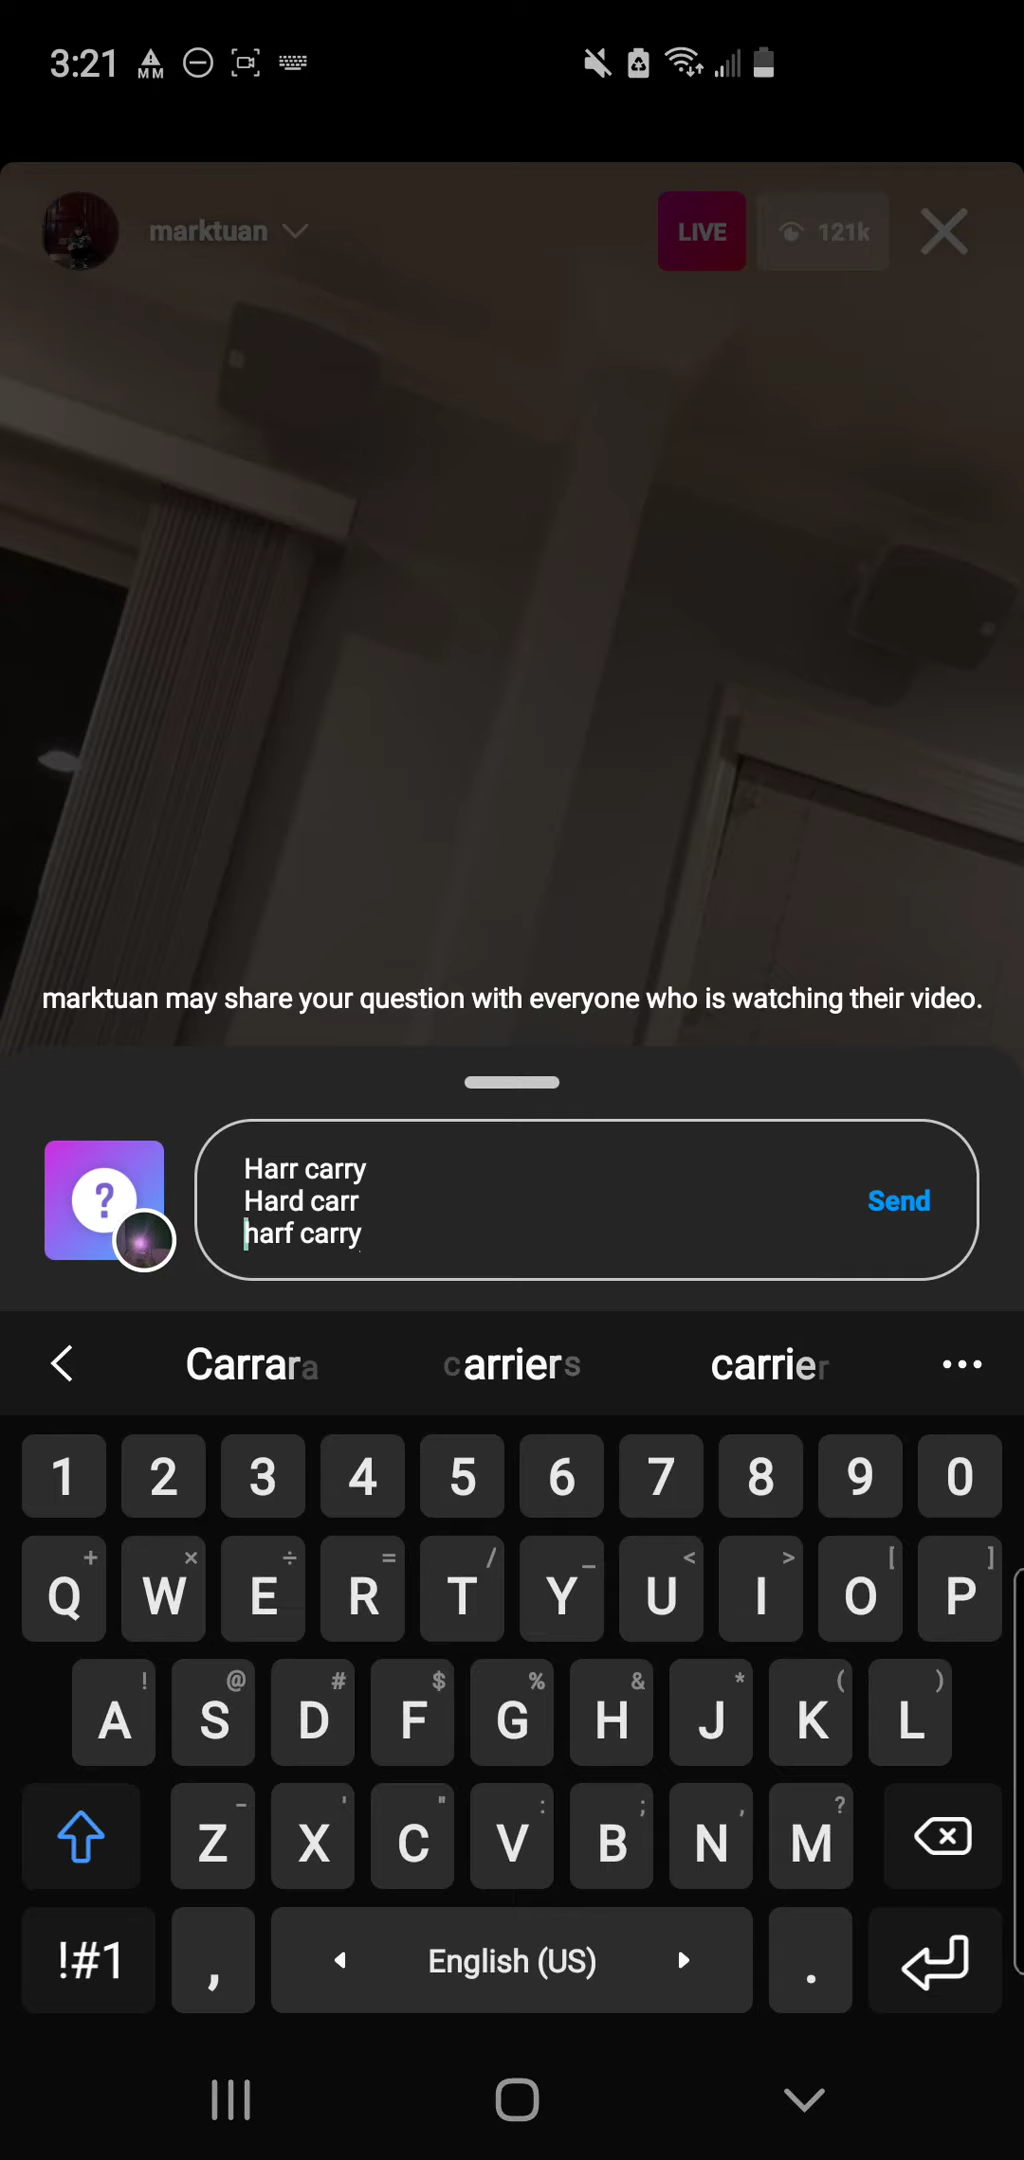 3:21
MM
marktuan
LIVE
121k
marktuan may share your question with everyone who is watching their video.
?
Harr carry
Hard carr
harf carry
Send
Carrara
carriers
carrier
1 2 3 4 5 6 7 8 9 0
+ × ÷ = / _ < > [ ]
Q W E R T Y U I O P
! @ # $ % & * ( )
A S D F G H J K L
- ' " : ; , ?
Z X C V B N M
!#1 , English (US) .